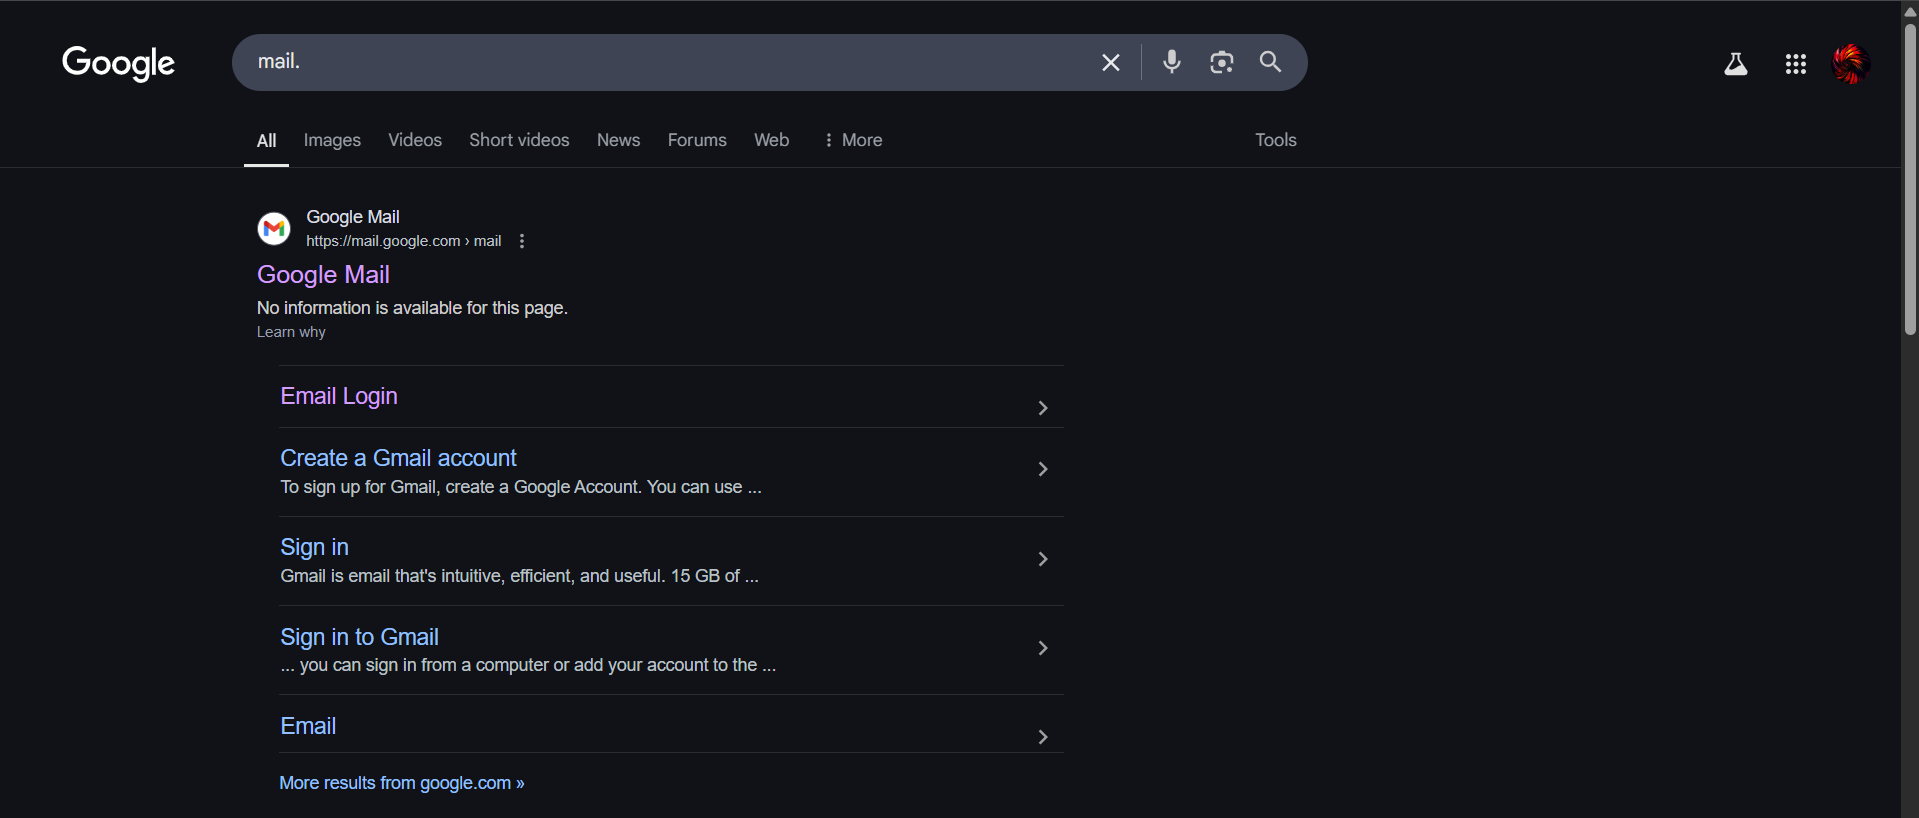 Google
mail.
All Images Videos Short videos News Forums Web More Tools
Google Mail
https://mail.google.com › mail
Google Mail
No information is available for this page.
Learn why
Email Login
Create a Gmail account
To sign up for Gmail, create a Google Account. You can use ...
Sign in
Gmail is email that's intuitive, efficient, and useful. 15 GB of ...
Sign in to Gmail
... you can sign in from a computer or add your account to the ...
Email
More results from google.com »